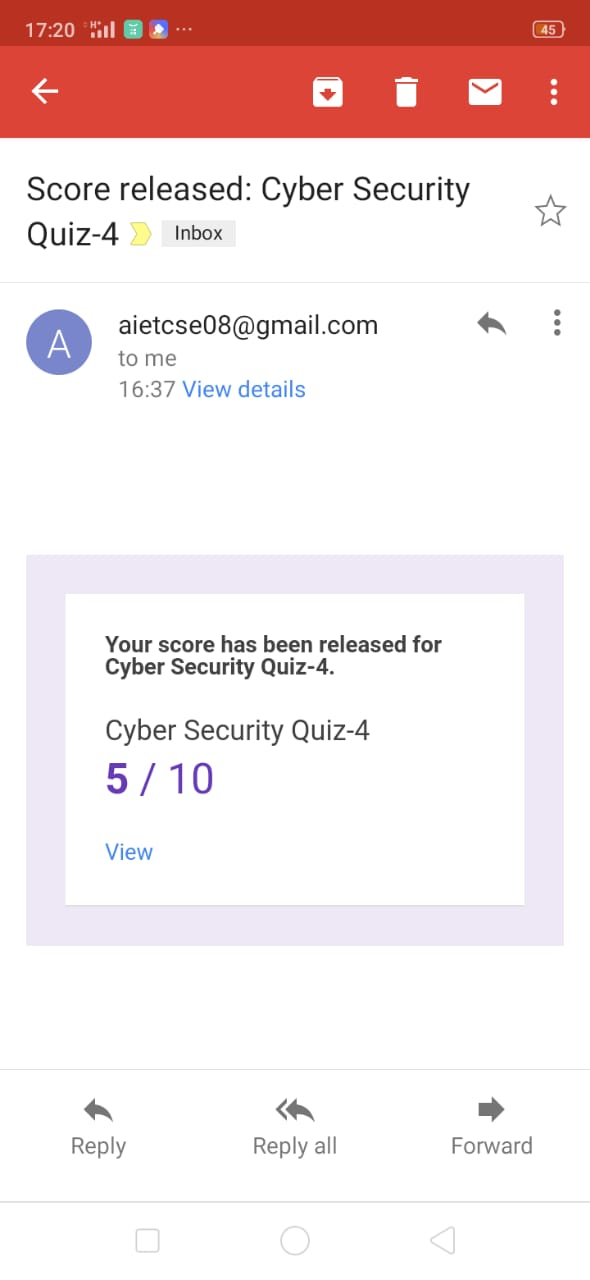 17:20 H+ ... 45
Score released: Cyber Security
Quiz-4 Inbox
A
aietcse08@gmail.com
to me
16:37 View details
Your score has been released for
Cyber Security Quiz-4.
Cyber Security Quiz-4
5 / 10
View
Reply Reply all Forward